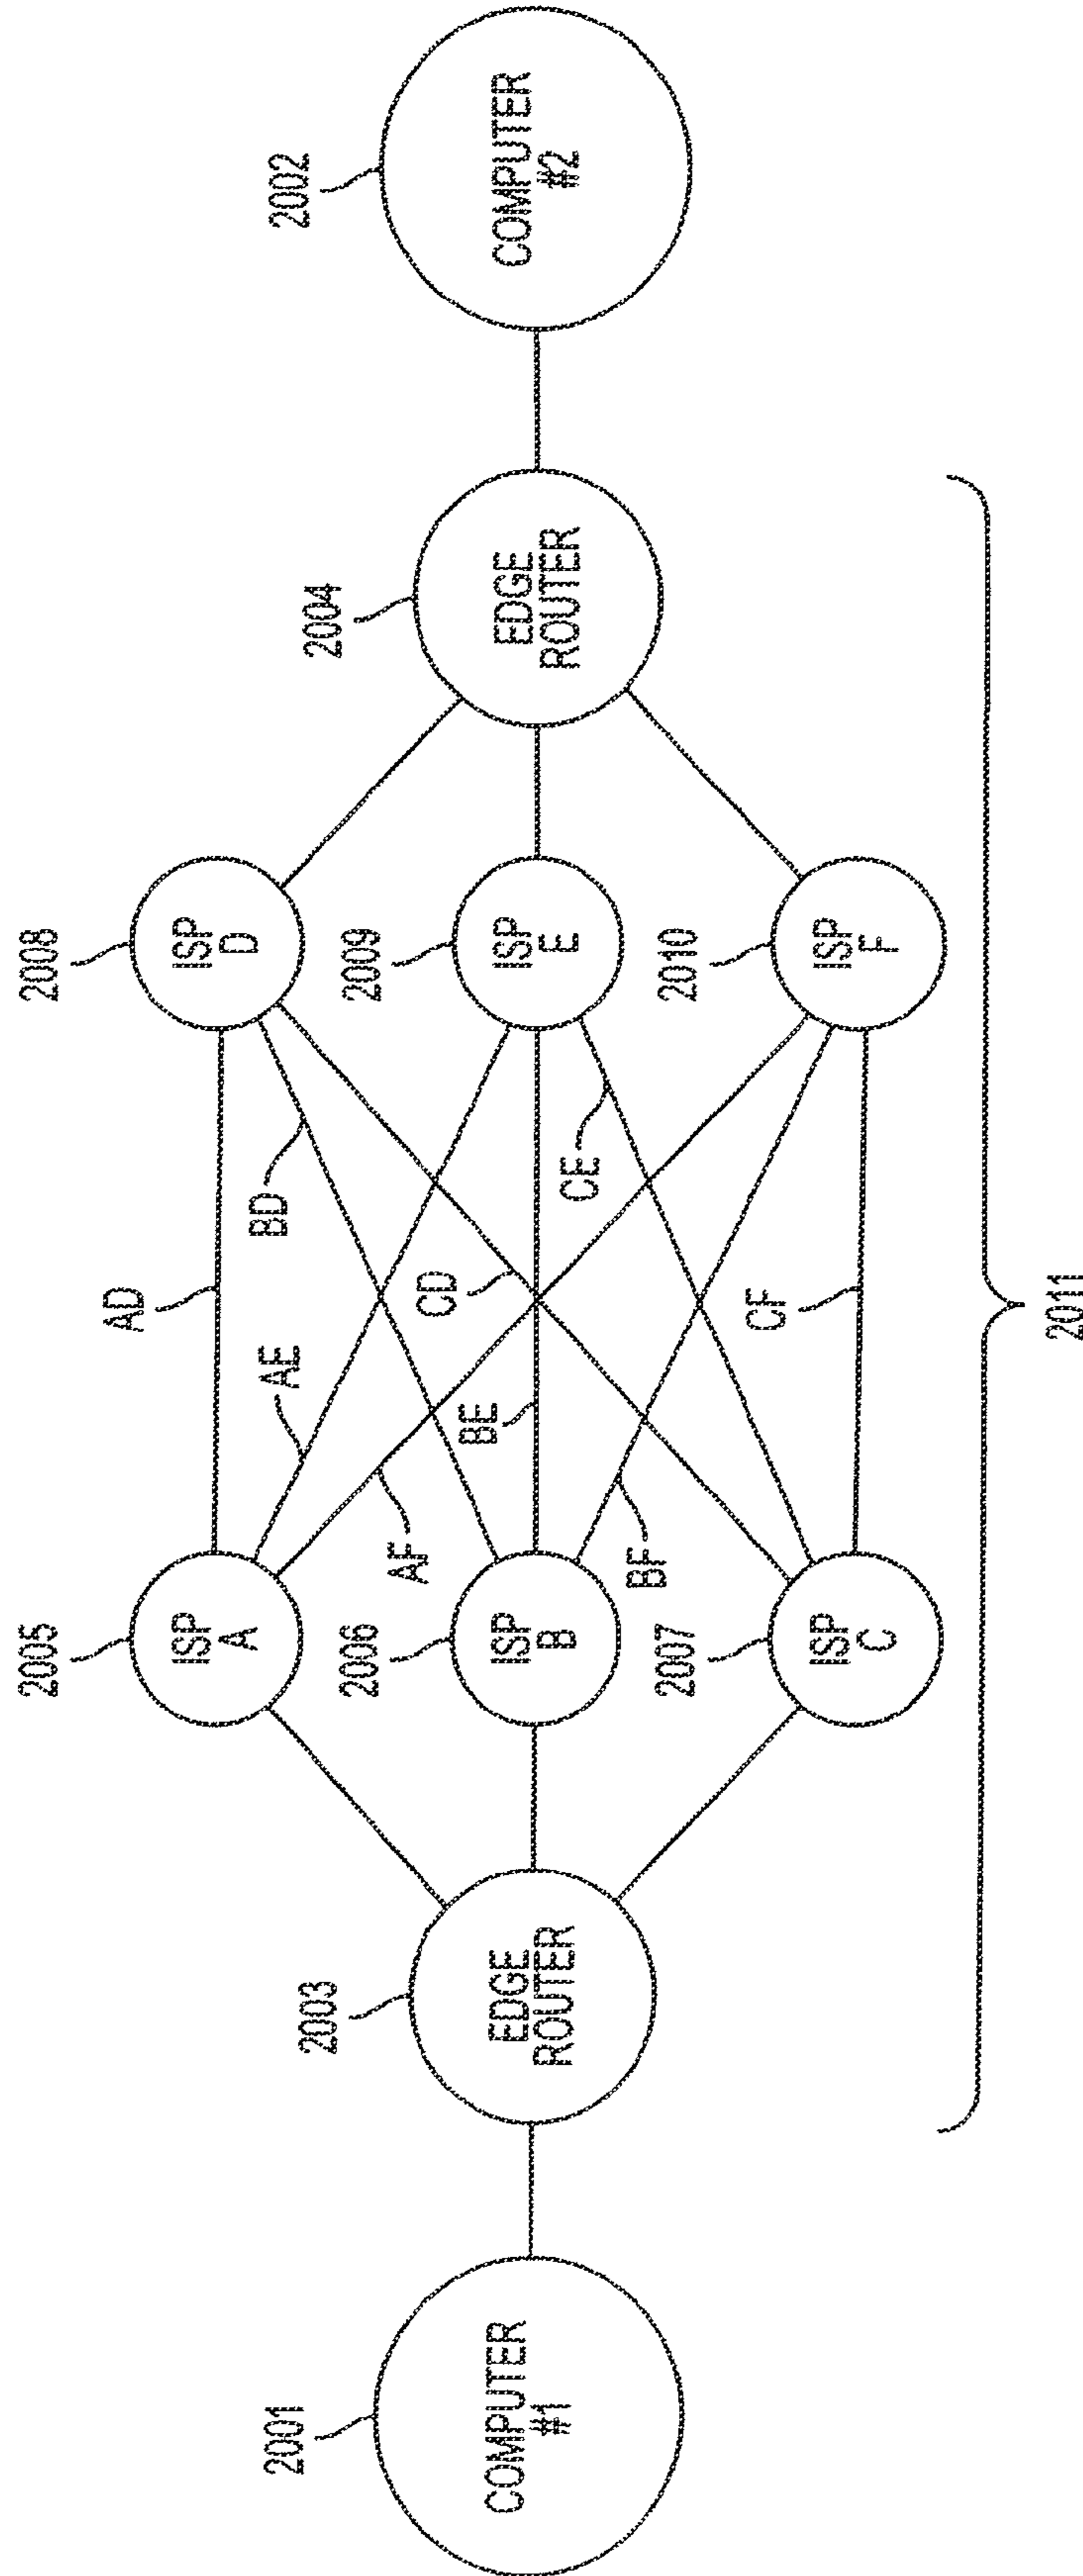 2001
COMPUTER
#1
2003
EDGE
ROUTER
2005
ISP
A
2006
ISP
B
2007
ISP
C
AD
AE
BD
AF
BE
CD
BF
CE
CF
2008
ISP
D
2009
ISP
E
2010
ISP
F
2004
EDGE
ROUTER
2002
COMPUTER
#2
2011